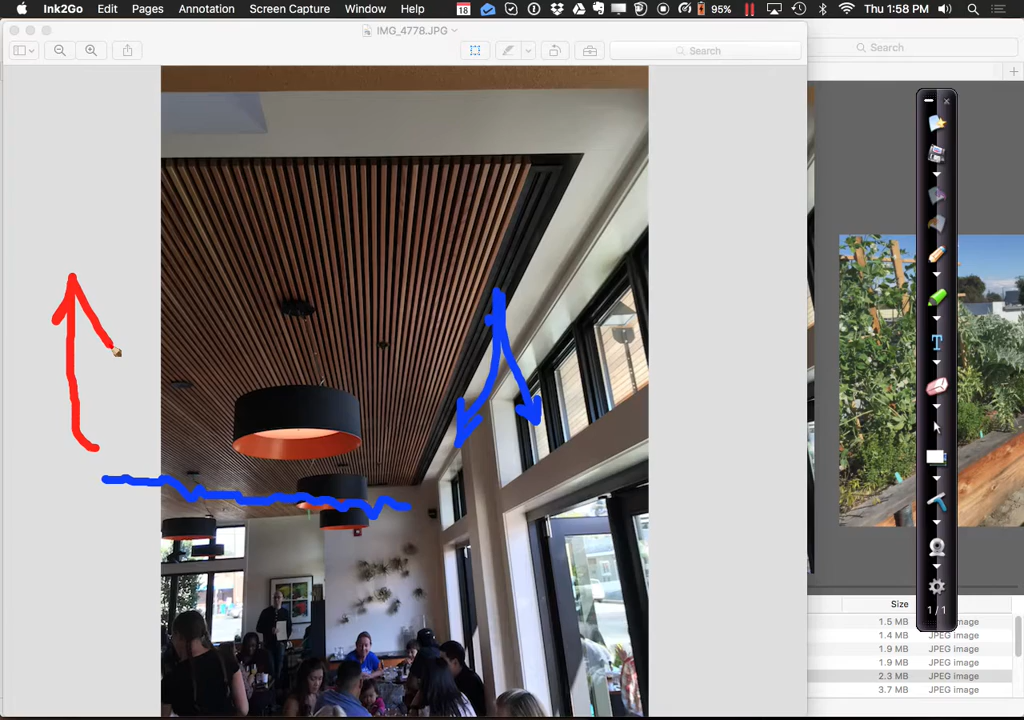 Ink2Go Edit Pages Annotation Screen Capture Window Help 18 95% Thu 1:58 PM
IMG_4778.JPG
Search
Search
T
1 / 1
Size
1.5 MB image
1.4 MB JPEG image
1.9 MB JPEG image
1.9 MB JPEG image
2.3 MB JPEG image
3.7 MB JPEG image